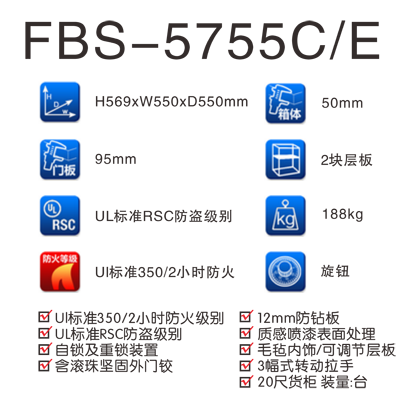 FBS-5755C/E
H569xW550xD550mm
箱体
50mm
门板
95mm
2块层板
UL
RSC
UL标准RSC防盗级别
kg
188kg
防火等级
Ul标准350/2小时防火
旋钮
Ul标准350/2小时防火级别
12mm防钻板
UL标准RSC防盗级别
质感喷漆表面处理
自锁及重锁装置
毛毡内饰/可调节层板
含滚珠坚固外门铰
3幅式转动拉手
20尺货柜 装量:台